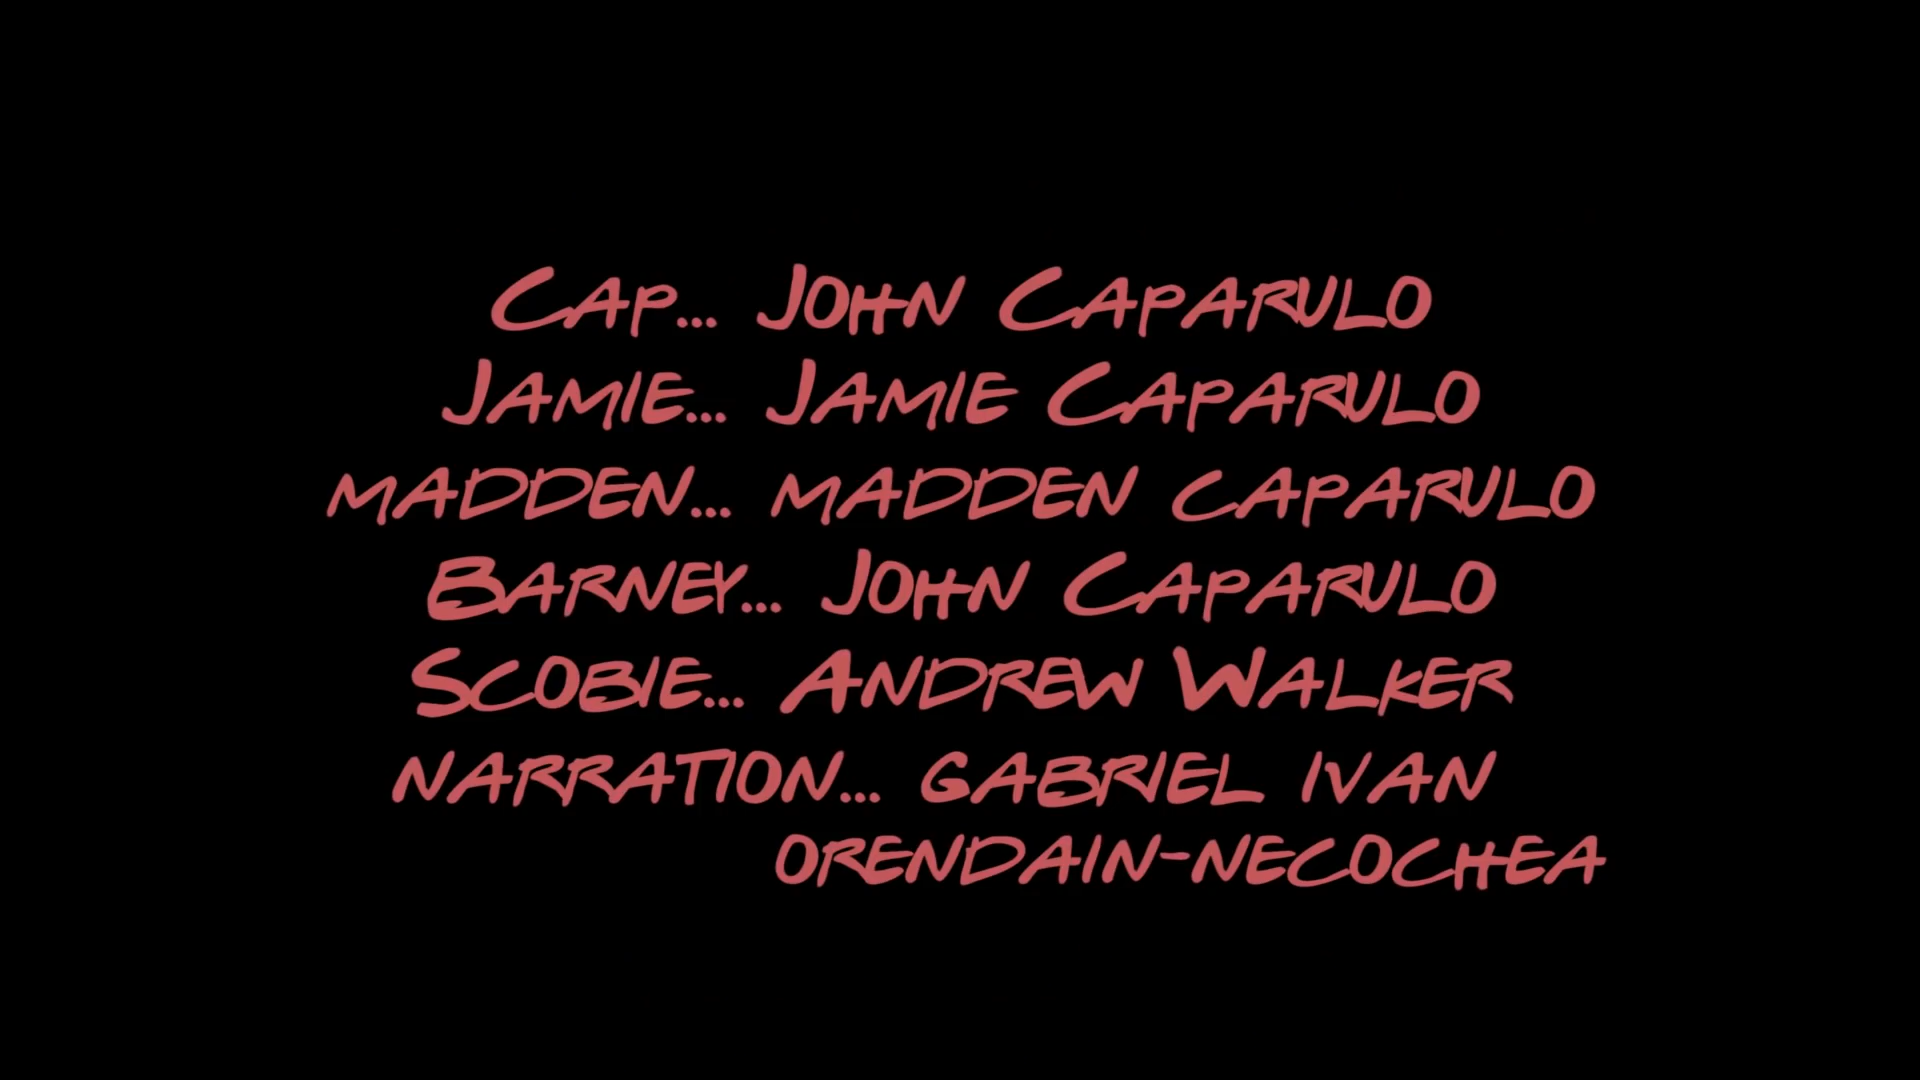 Cap... John Caparulo
Jamie... Jamie Caparulo
madden... madden caparulo
Barney... John Caparulo
Scobie... Andrew Walker
narration... gabriel ivan
orendain-necochea